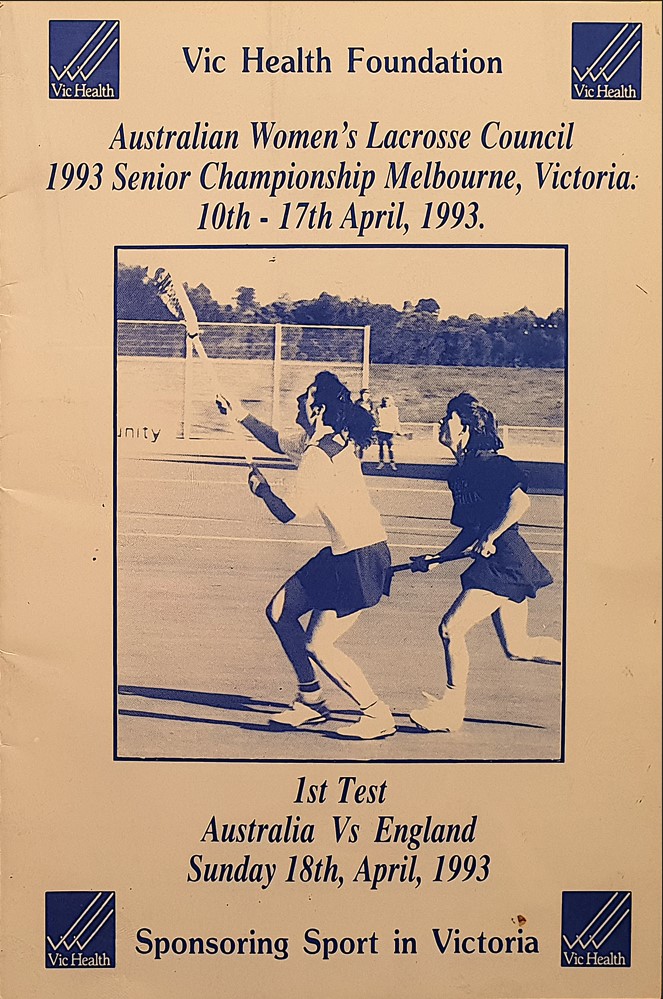 Vic Health Foundation
Vic Health
Vic Health
Australian Women's Lacrosse Council
1993 Senior Championship Melbourne, Victoria.
10th - 17th April, 1993.
unity
1st Test
Australia Vs England
Sunday 18th, April, 1993
Vic Health
Sponsoring Sport in Victoria
Vic Health